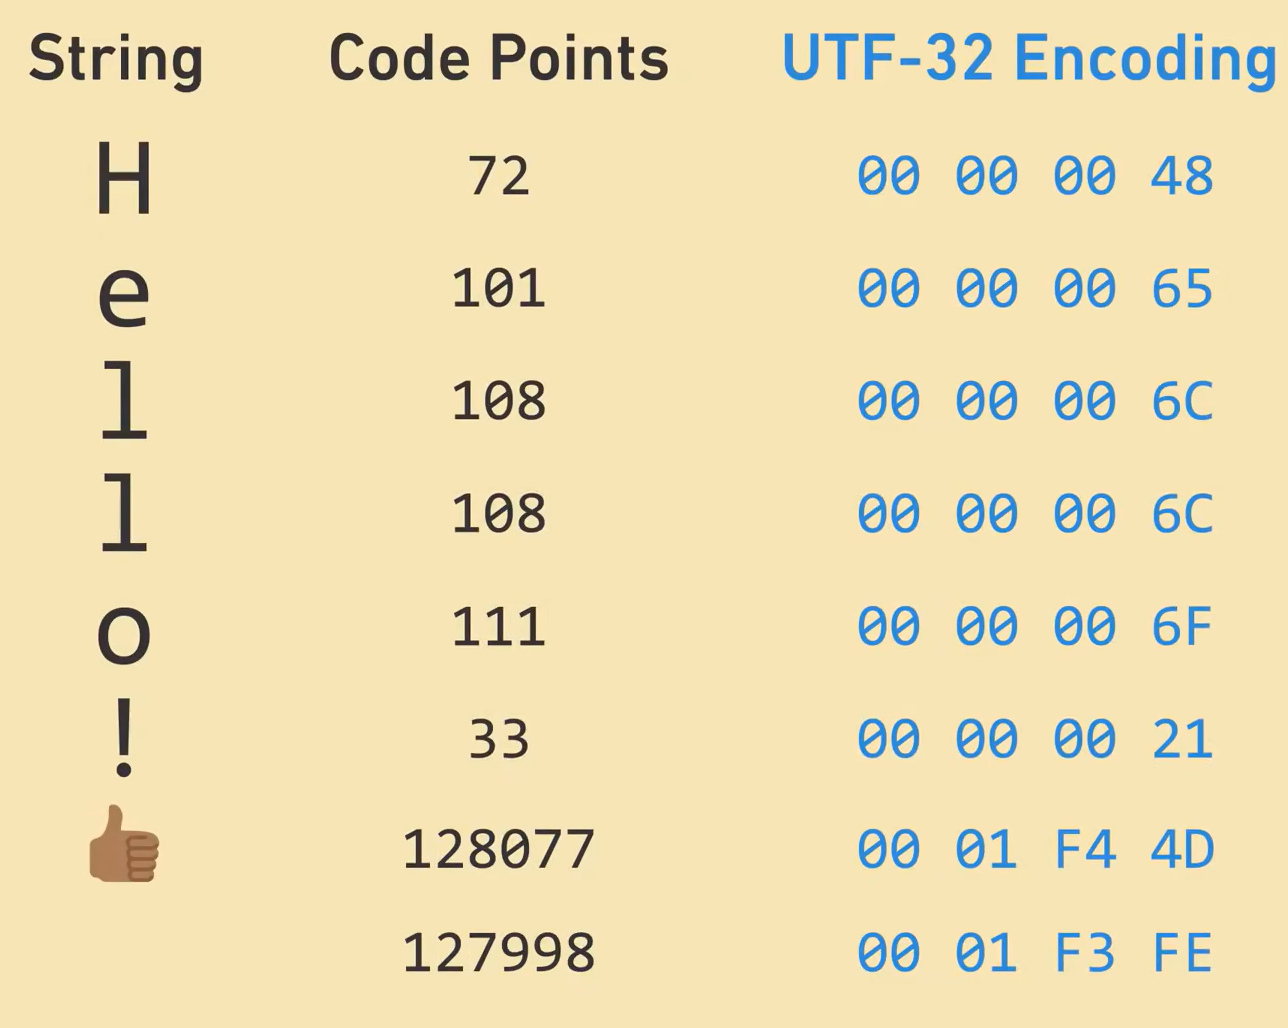 String Code Points UTF-32 Encoding
H 72 00 00 00 48
e 101 00 00 00 65
l 108 00 00 00 6C
l 108 00 00 00 6C
o 111 00 00 00 6F
! 33 00 00 00 21
👍🏾 128077 00 01 F4 4D
127998 00 01 F3 FE